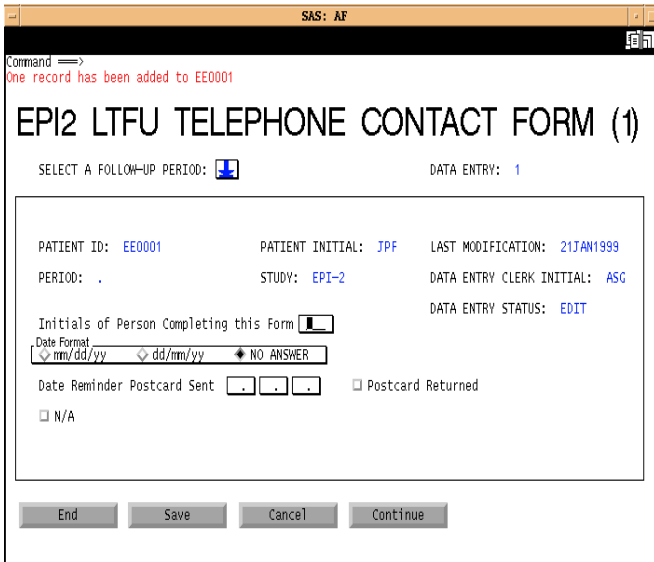 SAS: AF
Command ===>
One record has been added to EE0001
EPI2 LTFU TELEPHONE CONTACT FORM (1)
SELECT A FOLLOW-UP PERIOD: DATA ENTRY: 1
PATIENT ID: EE0001 PATIENT INITIAL: JPF LAST MODIFICATION: 21JAN1999
PERIOD: . STUDY: EPI-2 DATA ENTRY CLERK INITIAL: ASG
DATA ENTRY STATUS: EDIT
Initials of Person Completing this Form
Date Format
mm/dd/yy dd/mm/yy NO ANSWER
Date Reminder Postcard Sent . . . Postcard Returned
N/A
End Save Cancel Continue